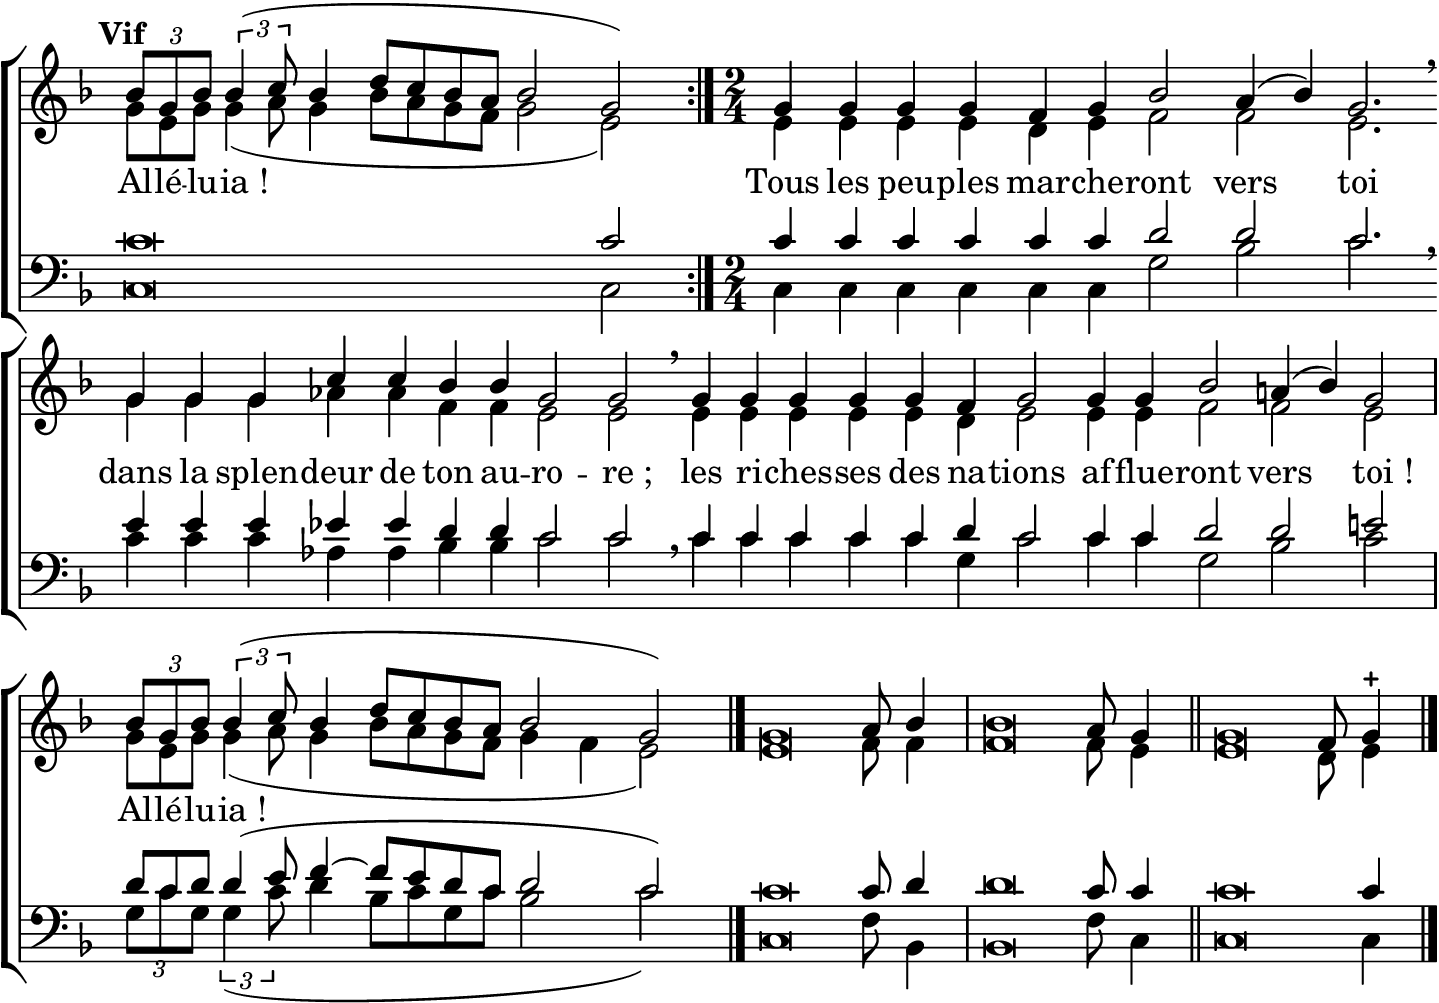 Vif
Allé-luia !
Tous les peuples marcheront vers toi
dans la splendeur de ton au-ro-re ;
les richesses des nations afflueront vers toi !
Alléluia !